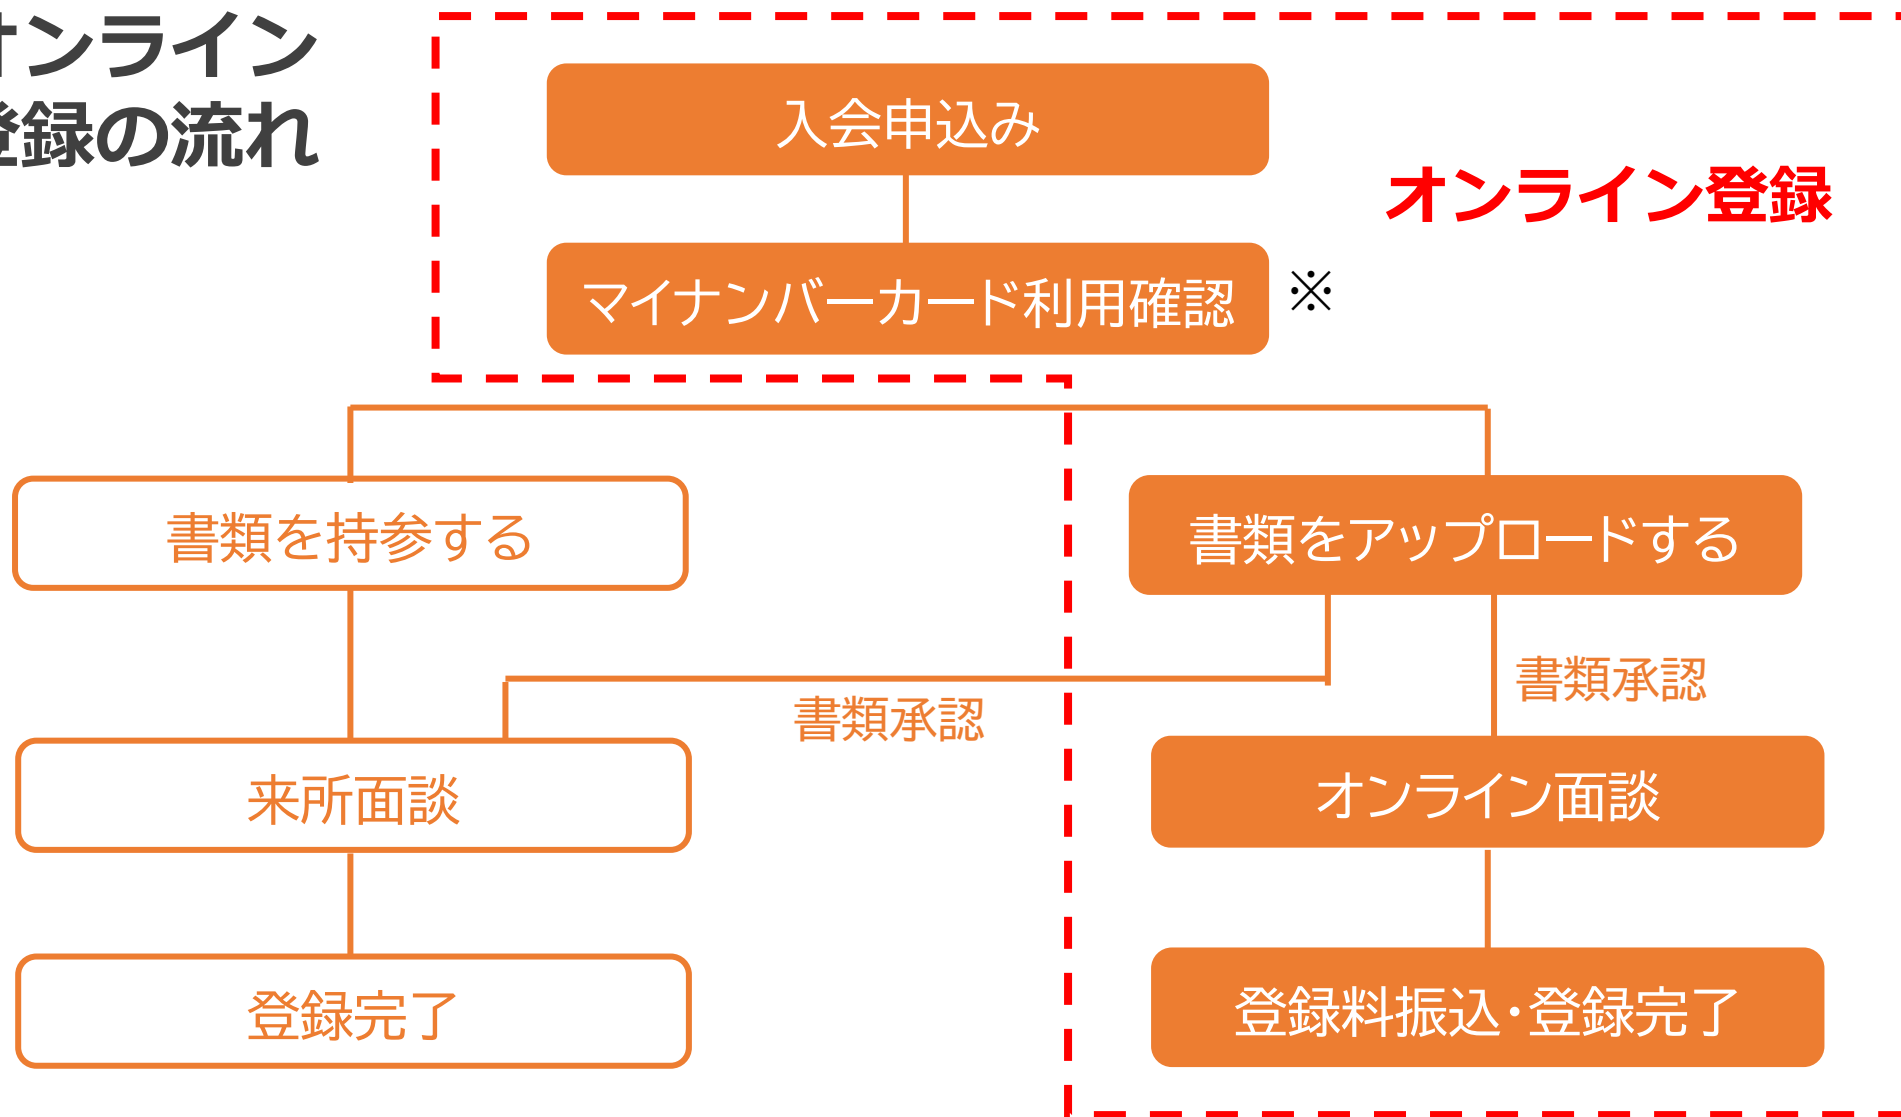 オンライン
登録の流れ
入会申込み
オンライン登録
マイナンバーカード利用確認 ※
書類を持参する
書類をアップロードする
書類承認
書類承認
来所面談
オンライン面談
登録完了
登録料振込・登録完了